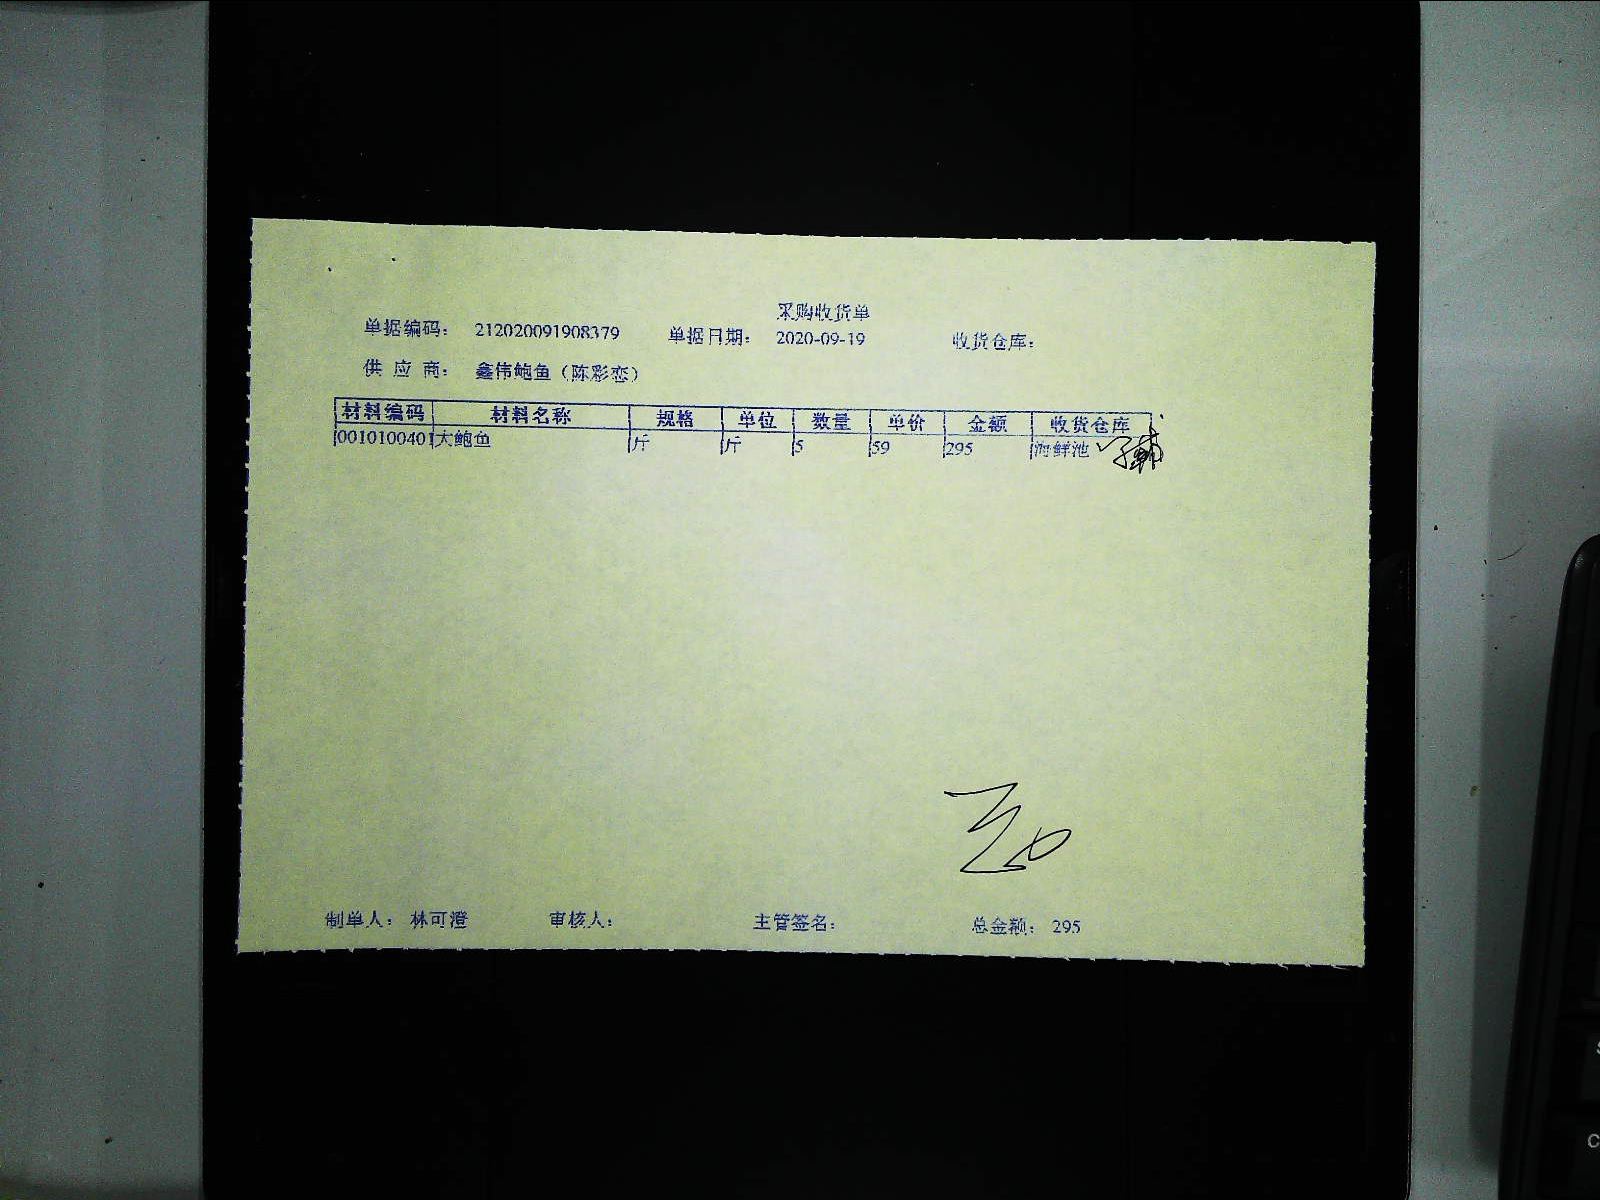 采购收货单
单据编码: 212020091908379 单据日期: 2020-09-19 收货仓库:
供应商: 鑫伟鲍鱼(陈彩恋)
材料编码 材料名称 规格 单位 数量 单价 金额 收货仓库
0010100401 大鲍鱼 斤 斤 5 59 295 海鲜池
制单人: 林可澄 审核人: 主管签名: 总金额: 295